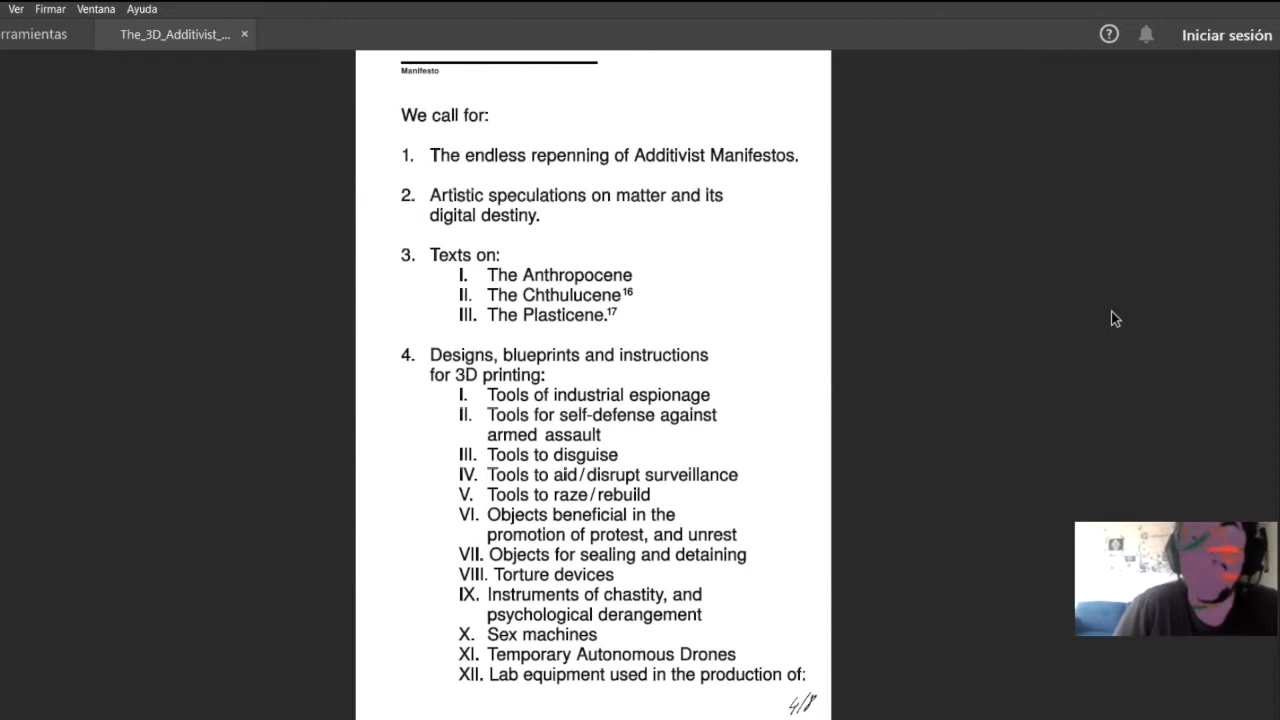 Ver Firmar Ventana Ayuda
rramientas The_3D_Additivist_... × Iniciar sesión
Manifesto
We call for:
1. The endless repenning of Additivist Manifestos.
2. Artistic speculations on matter and its
digital destiny.
3. Texts on:
I. The Anthropocene
II. The Chthulucene16
III. The Plasticene.17
4. Designs, blueprints and instructions
for 3D printing:
I. Tools of industrial espionage
II. Tools for self-defense against
armed assault
III. Tools to disguise
IV. Tools to aid/disrupt surveillance
V. Tools to raze/rebuild
VI. Objects beneficial in the
promotion of protest, and unrest
VII. Objects for sealing and detaining
VIII. Torture devices
IX. Instruments of chastity, and
psychological derangement
X. Sex machines
XI. Temporary Autonomous Drones
XII. Lab equipment used in the production of:
4/8